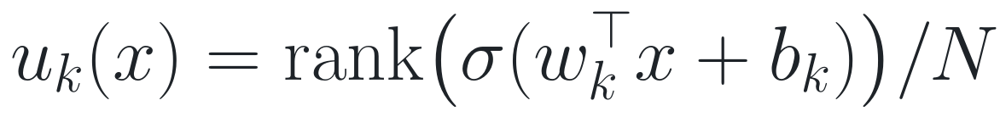 u_k(x) = rank(σ(w_k^⊤ x + b_k))/N